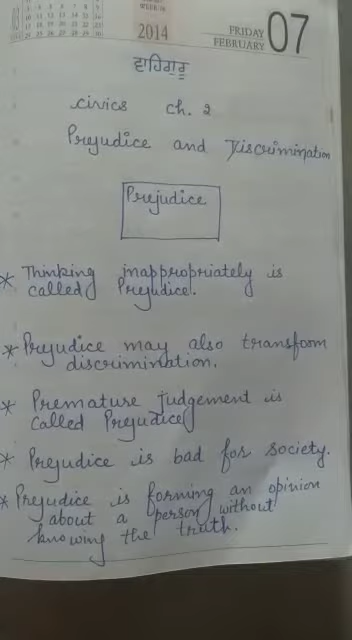 2014
FRIDAY
FEBRUARY 07
ਵਾਹਿਗੁਰੂ
civics ch. 2
Prejudice and Discrimination
Prejudice
* Thinking inappropriately is
called Prejudice.
* Prejudice may also transform
discrimination.
* Premature judgement is
called Prejudice
* Prejudice is bad for society.
* Prejudice is forming an opinion
about a person without
knowing the truth.